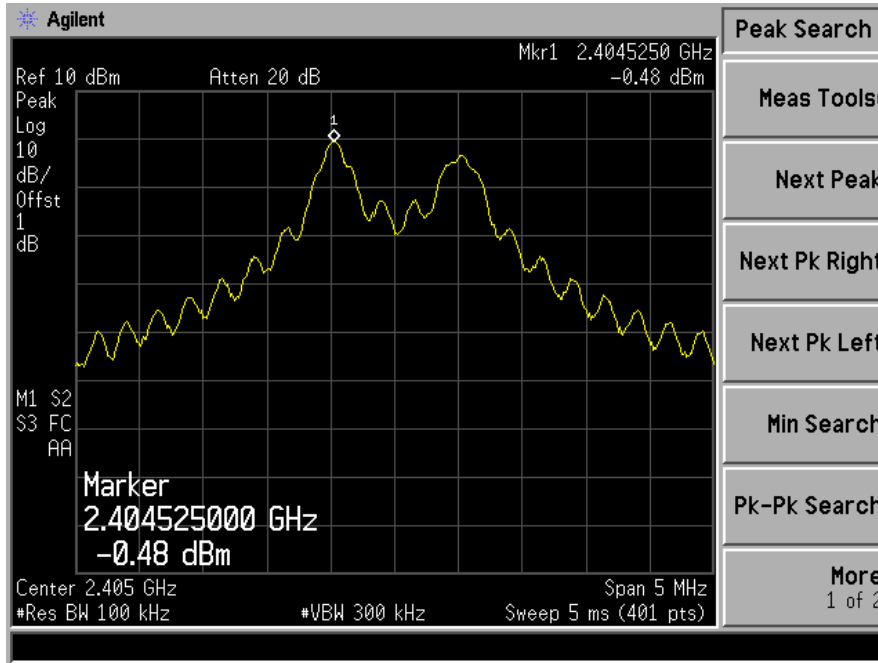 Agilent
Mkr1 2.4045250 GHz
Ref 10 dBm Atten 20 dB -0.48 dBm
Peak
Log
10
dB/
Offst
1
dB
1
M1 S2
S3 FC
AA
Marker
2.404525000 GHz
-0.48 dBm
Center 2.405 GHz Span 5 MHz
#Res BW 100 kHz #VBW 300 kHz Sweep 5 ms (401 pts)
Peak Search
Meas Tools
Next Peak
Next Pk Right
Next Pk Left
Min Search
Pk-Pk Search
More
1 of 2